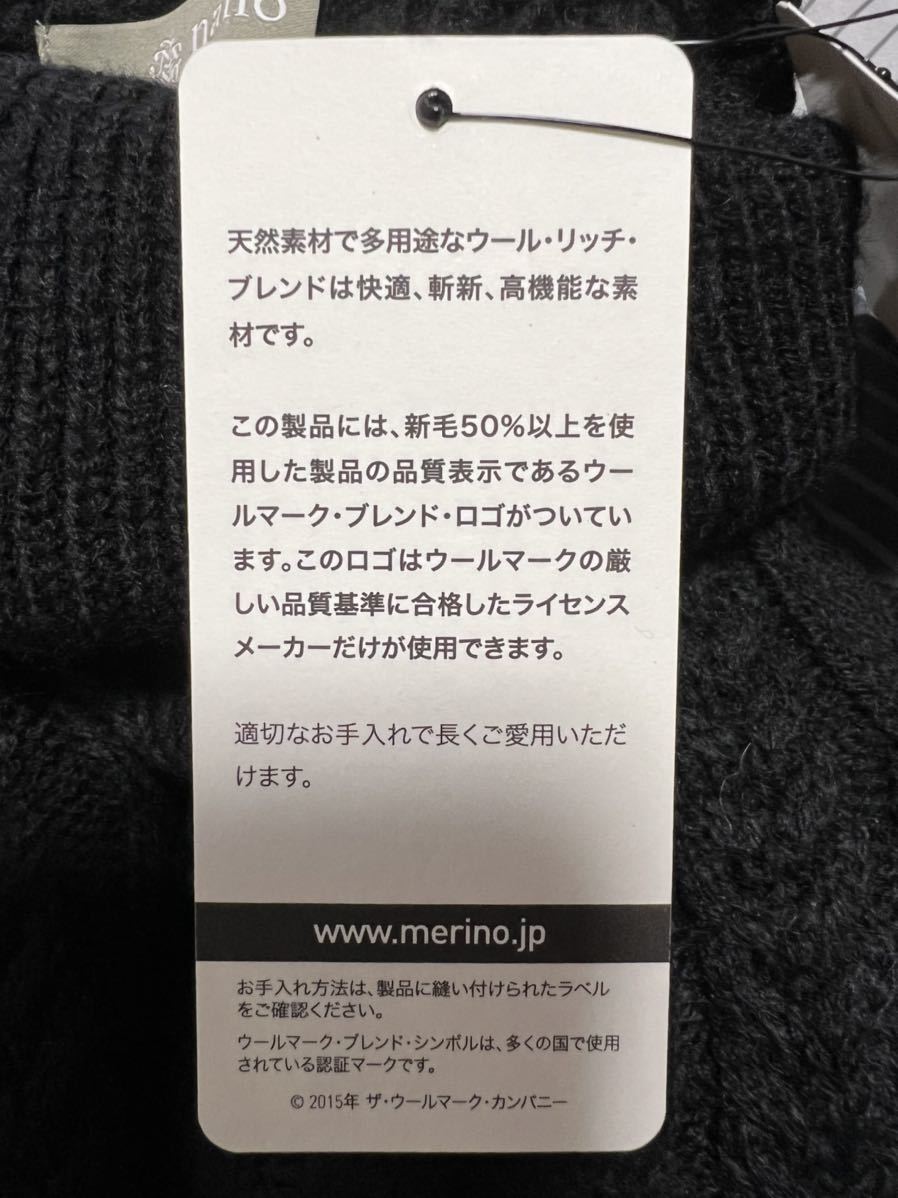 天然素材で多用途なウール・リッチ・
ブレンドは快適、斬新、高機能な素
材です。
この製品には、新毛50%以上を使
用した製品の品質表示であるウー
ルマーク・ブレンド・ロゴがついてい
ます。このロゴはウールマークの厳
しい品質基準に合格したライセンス
メーカーだけが使用できます。
適切なお手入れで長くご愛用いただ
けます。
www.merino.jp
お手入れ方法は、製品に縫い付けられたラベル
をご確認ください。
ウールマーク・ブレンド・シンボルは、多くの国で使用
されている認証マークです。
© 2015年 ザ・ウールマーク・カンパニー